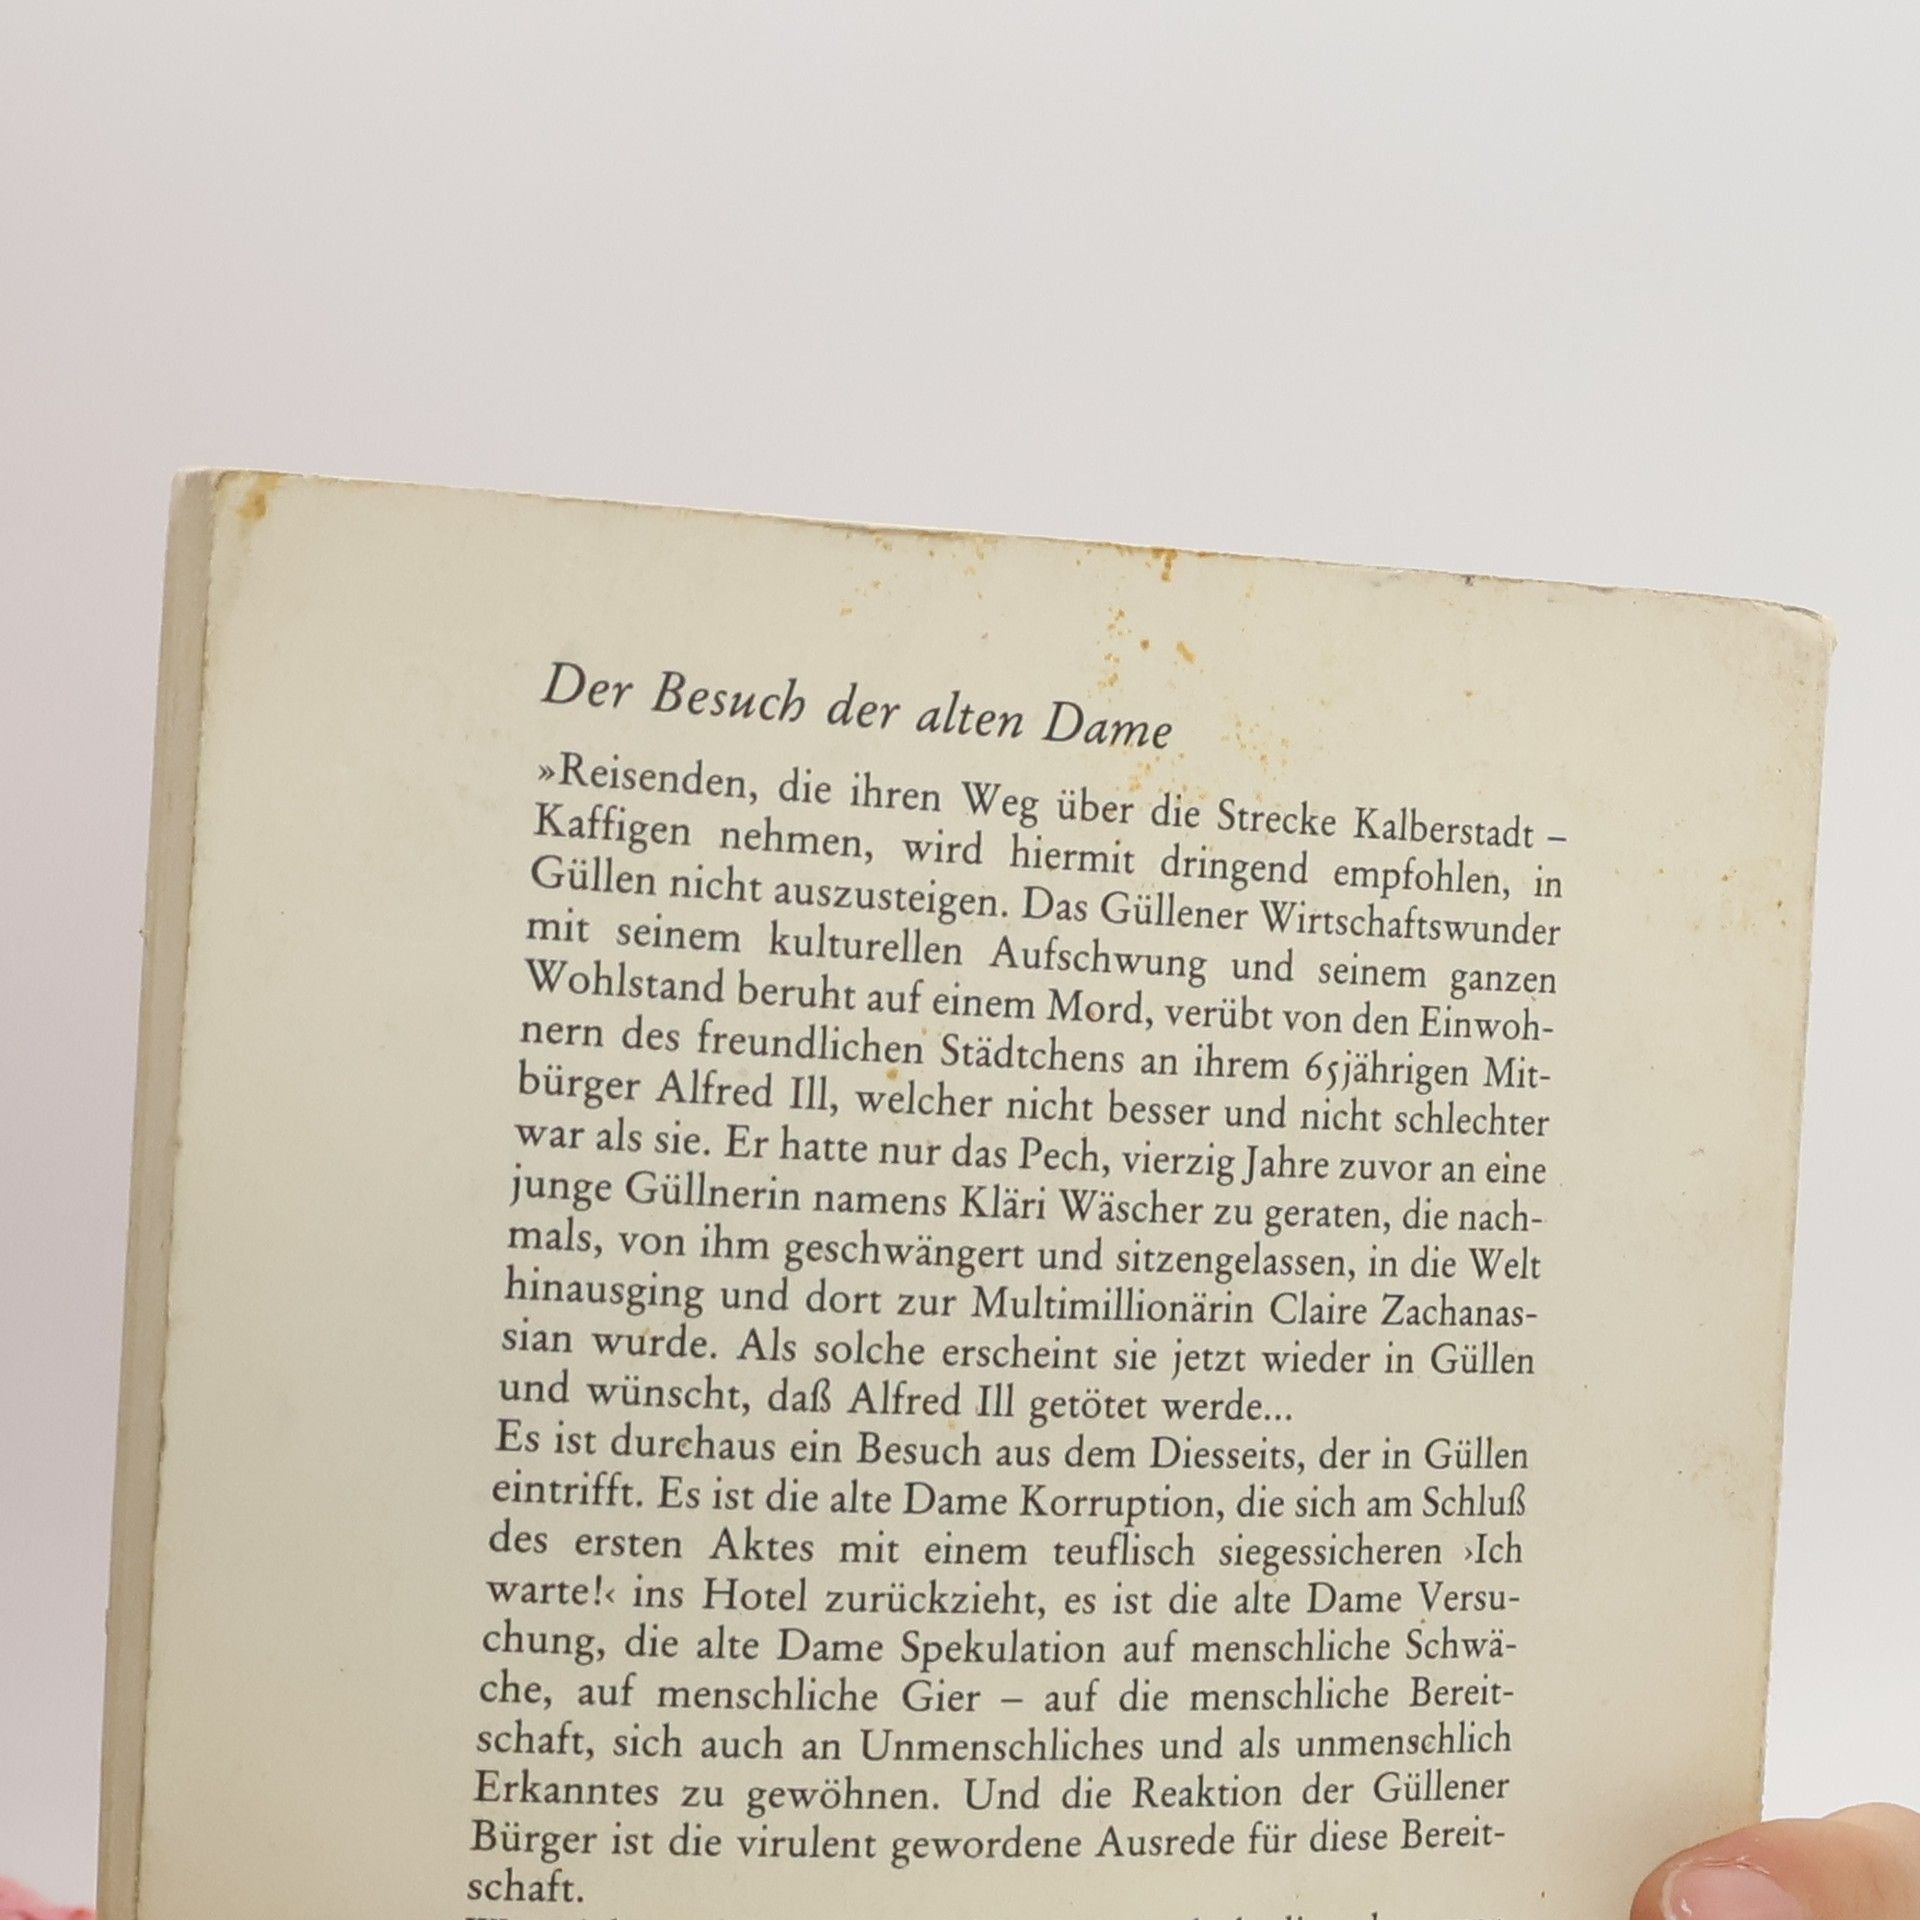 Der Besuch der alten Dame
»Reisenden, die ihren Weg über die Strecke Kalberstadt –
Kaffigen nehmen, wird hiermit dringend empfohlen, in
Güllen nicht auszusteigen. Das Güllener Wirtschaftswunder
mit seinem kulturellen Aufschwung und seinem ganzen
Wohlstand beruht auf einem Mord, verübt von den Einwoh-
nern des freundlichen Städtchens an ihrem 65jährigen Mit-
bürger Alfred Ill, welcher nicht besser und nicht schlechter
war als sie. Er hatte nur das Pech, vierzig Jahre zuvor an eine
junge Güllnerin namens Kläri Wäscher zu geraten, die nach-
mals, von ihm geschwängert und sitzengelassen, in die Welt
hinausging und dort zur Multimillionärin Claire Zachanas-
sian wurde. Als solche erscheint sie jetzt wieder in Güllen
und wünscht, daß Alfred Ill getötet werde...
Es ist durchaus ein Besuch aus dem Diesseits, der in Güllen
eintrifft. Es ist die alte Dame Korruption, die sich am Schluß
des ersten Aktes mit einem teuflisch siegessicheren ›Ich
warte!‹ ins Hotel zurückzieht, es ist die alte Dame Versu-
chung, die alte Dame Spekulation auf menschliche Schwä-
che, auf menschliche Gier – auf die menschliche Bereit-
schaft, sich auch an Unmenschliches und als unmenschlich
Erkanntes zu gewöhnen. Und die Reaktion der Güllener
Bürger ist die virulent gewordene Ausrede für diese Bereit-
schaft.